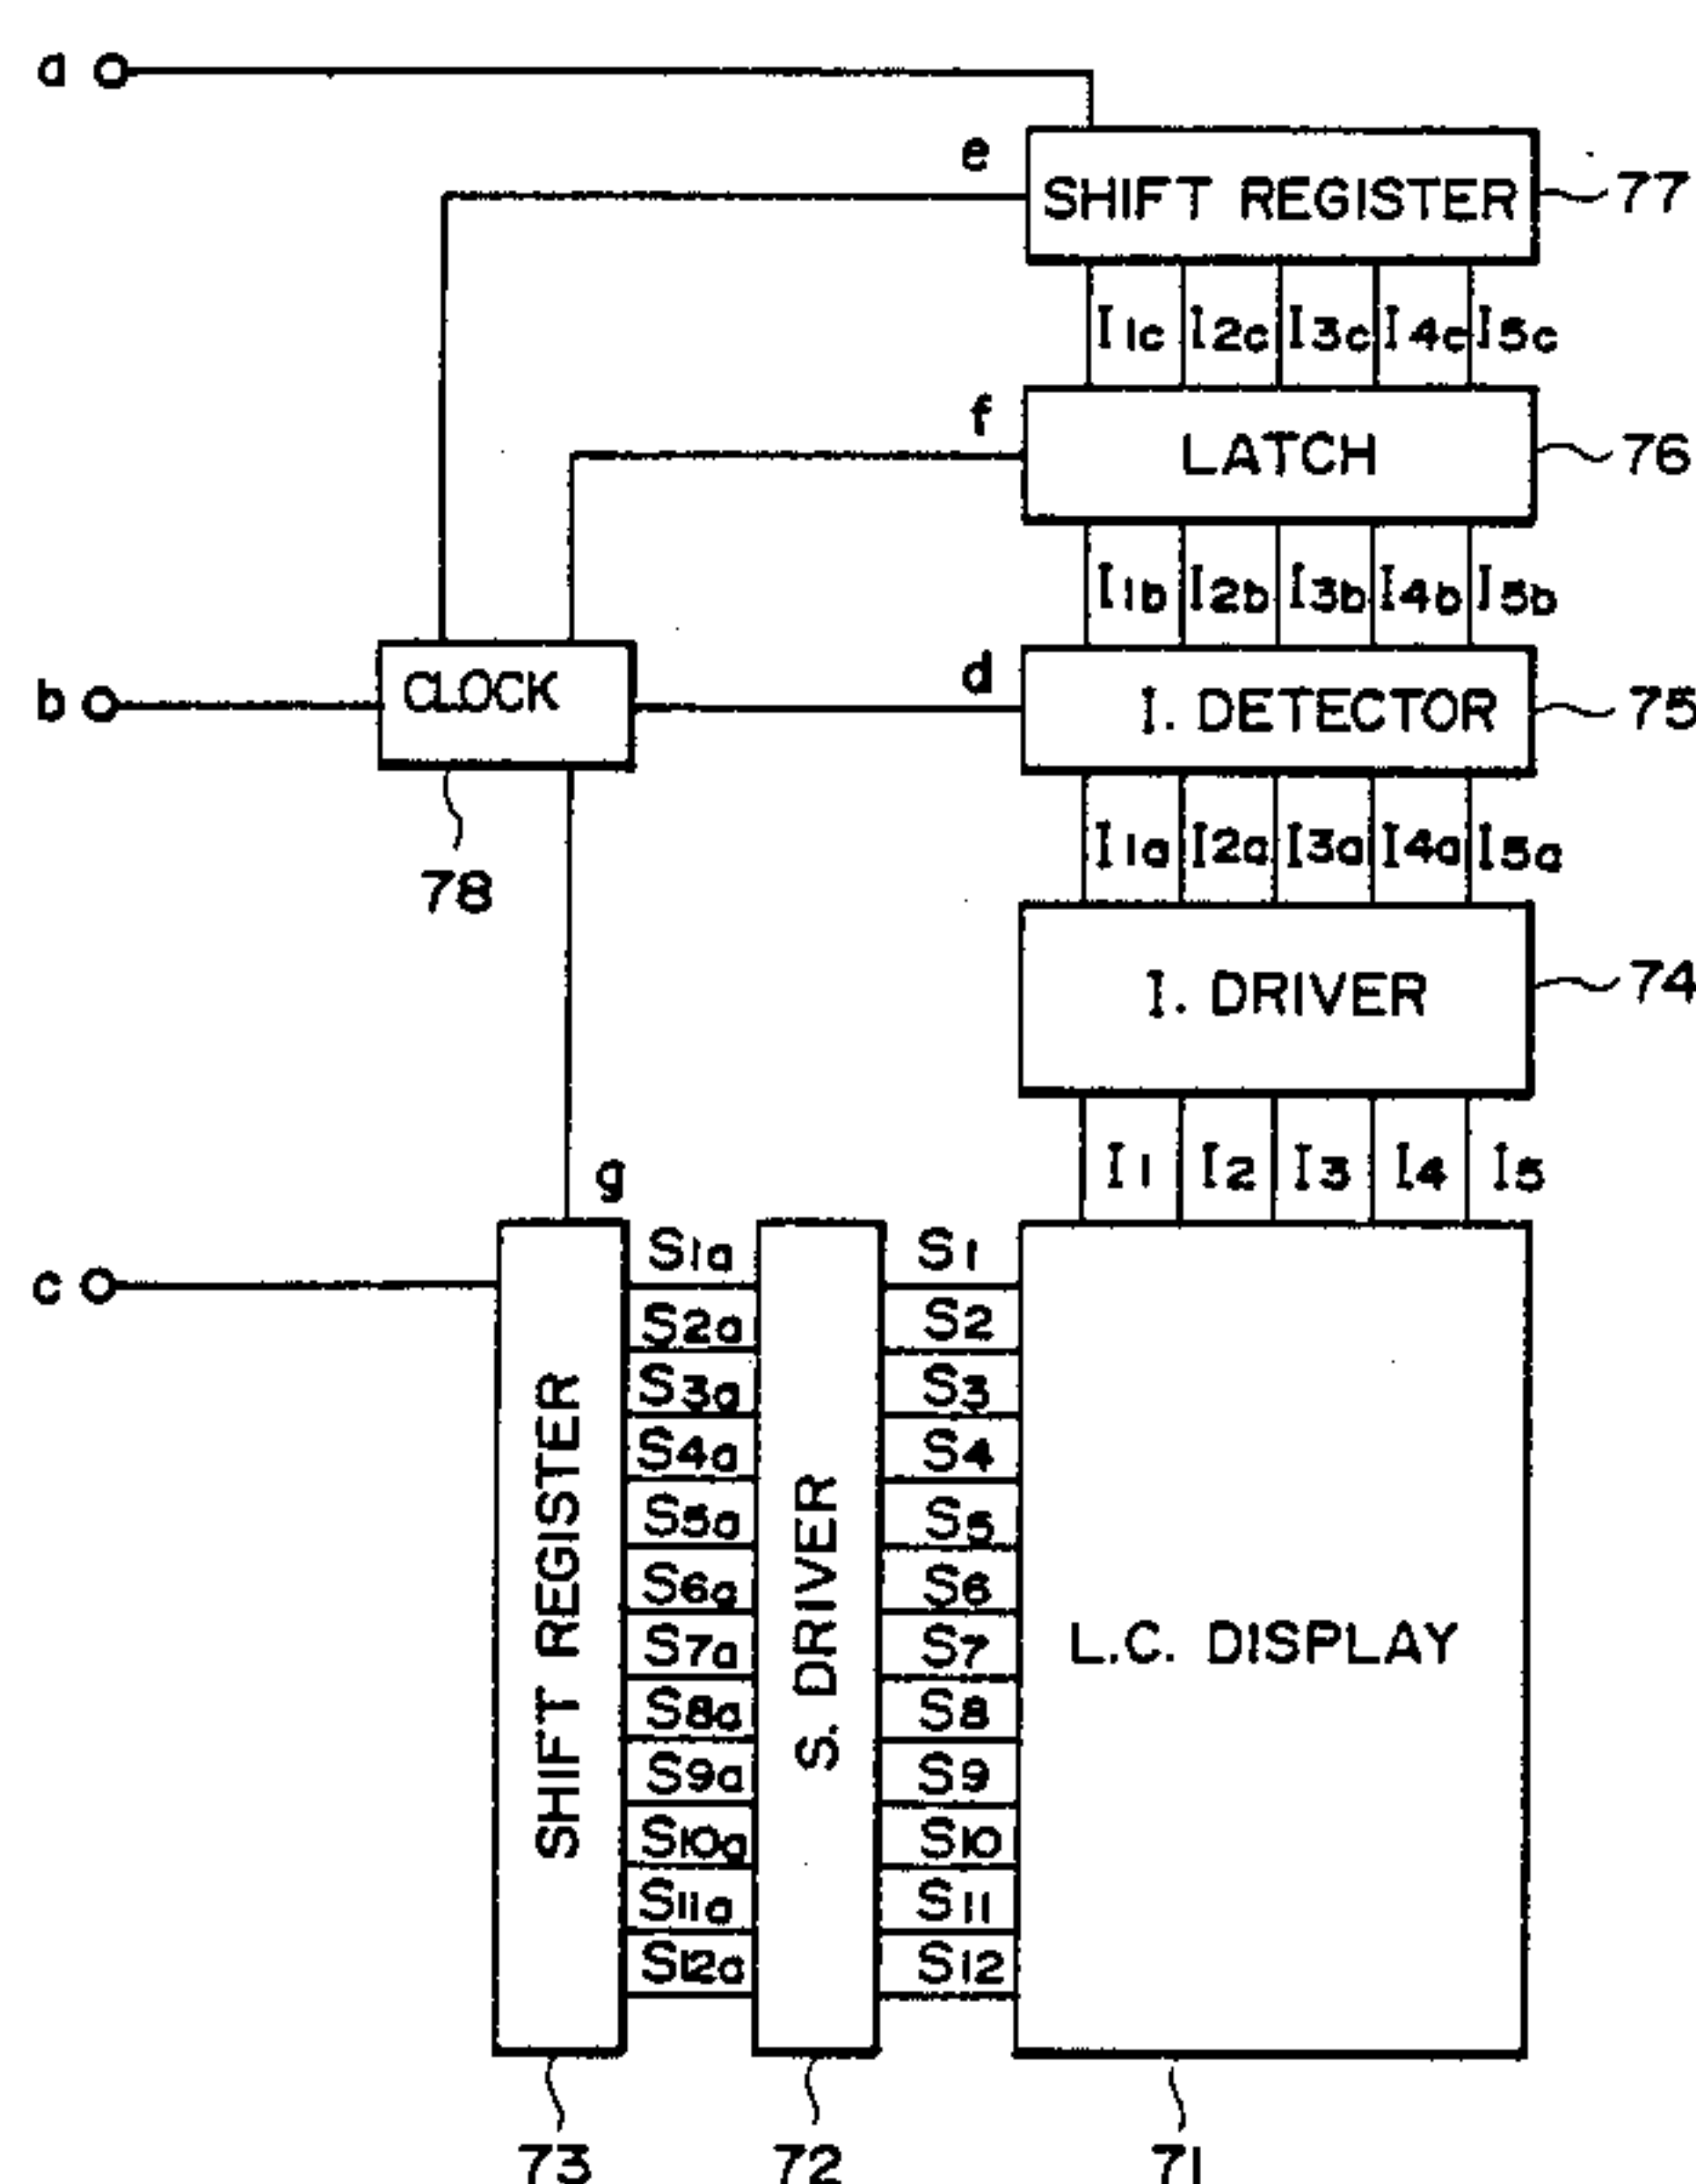 a
e
SHIFT REGISTER
77
I1c I2c I3c I4c I5c
f
LATCH
76
I1b I2b I3b I4b I5b
b
CLOCK
d
I. DETECTOR
75
78
I1a I2a I3a I4a I5a
I. DRIVER
74
I1 I2 I3 I4 I5
g
c
S1a S1
S2a S2
S3a S3
S4a S4
S5a S5
S6a S6
S7a S7
S8a S8
S9a S9
S10a S10
S11a S11
S12a S12
SHIFT REGISTER
S. DRIVER
L.C. DISPLAY
73 72 71